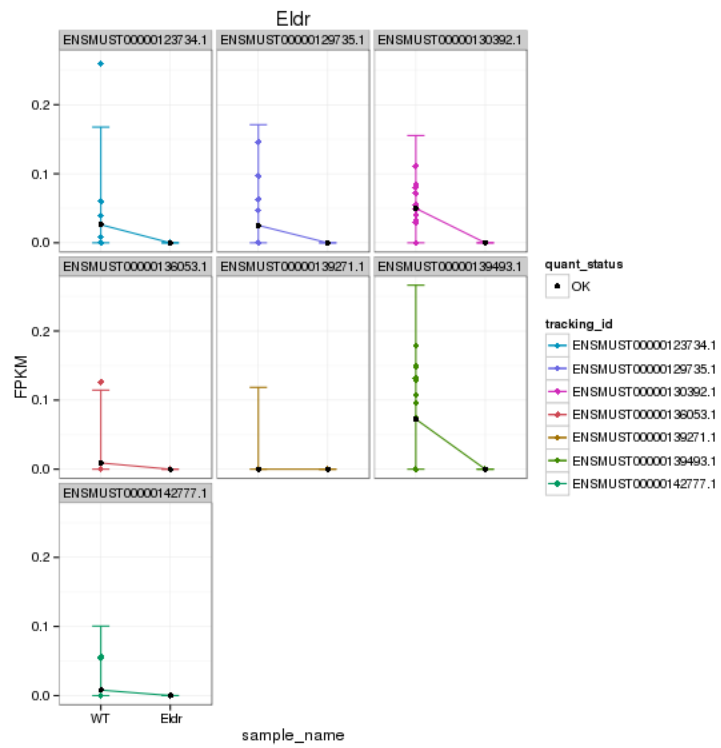 Eldr
ENSMUST00000123734.1 ENSMUST00000129735.1 ENSMUST00000130392.1
0.2
0.1
0.0
ENSMUST00000136053.1 ENSMUST00000139271.1 ENSMUST00000139493.1
0.2
0.1
0.0
ENSMUST00000142777.1
0.2
0.1
0.0
WT Eldr
sample_name
FPKM
quant_status
OK
tracking_id
ENSMUST00000123734.1
ENSMUST00000129735.1
ENSMUST00000130392.1
ENSMUST00000136053.1
ENSMUST00000139271.1
ENSMUST00000139493.1
ENSMUST00000142777.1